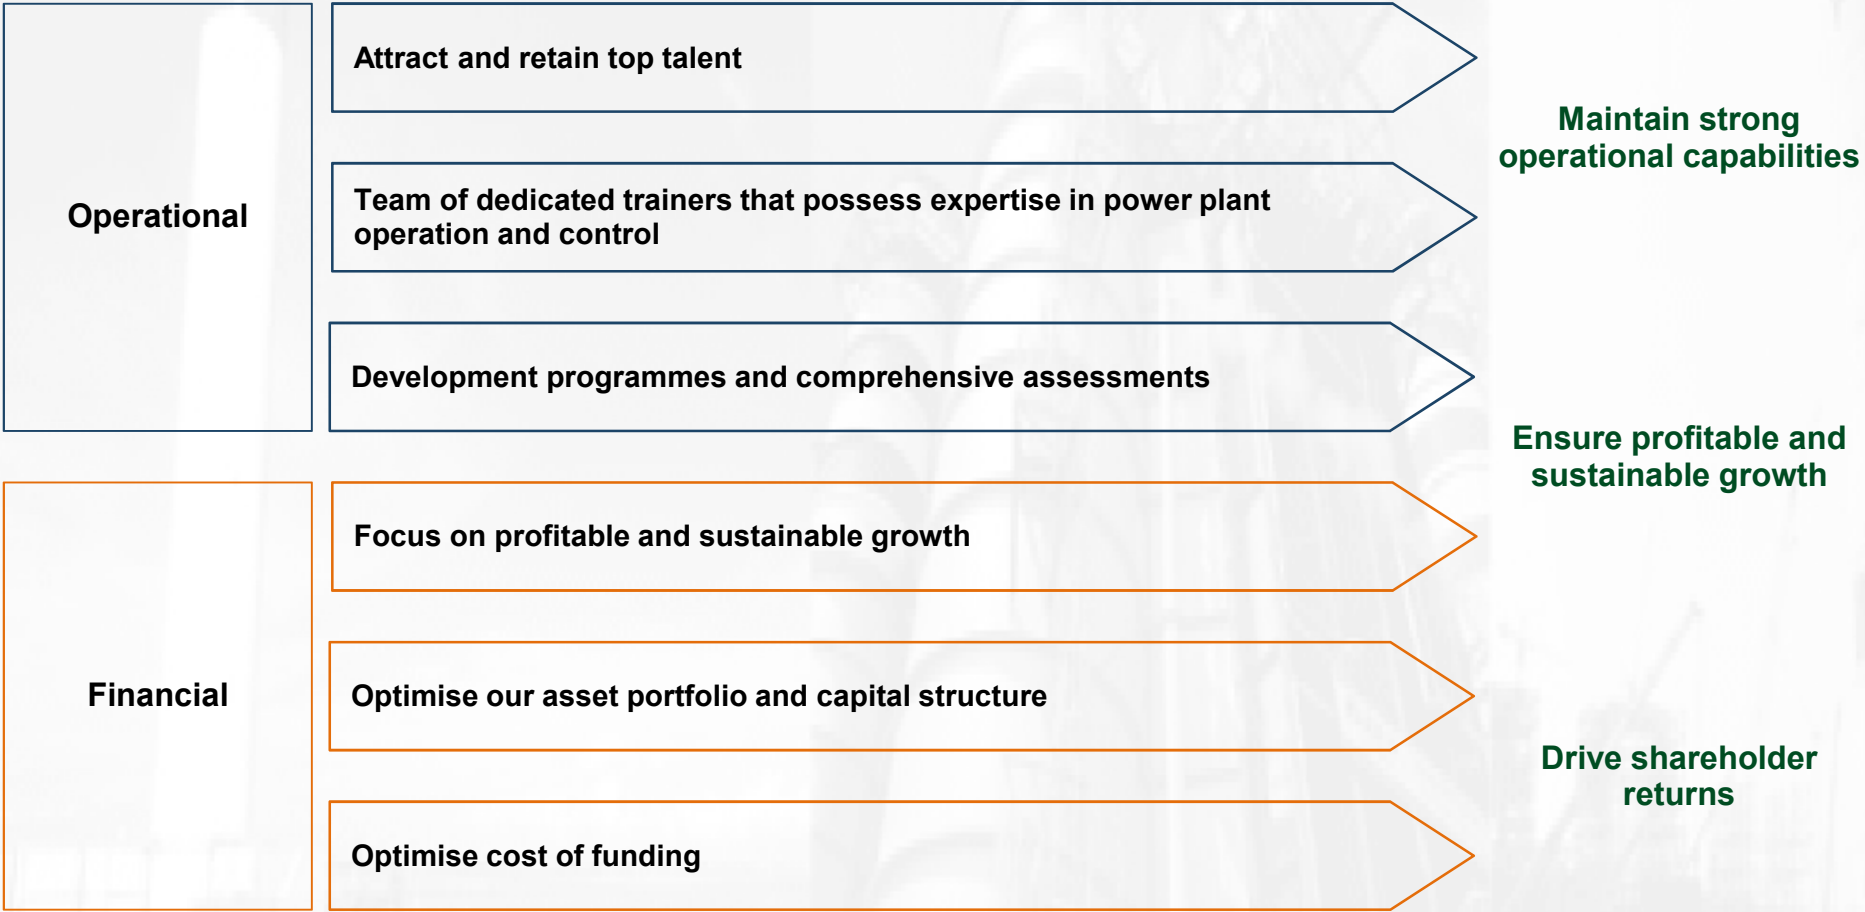 Operational
Attract and retain top talent
Team of dedicated trainers that possess expertise in power plant
operation and control
Development programmes and comprehensive assessments
Financial
Focus on profitable and sustainable growth
Optimise our asset portfolio and capital structure
Optimise cost of funding
Maintain strong
operational capabilities
Ensure profitable and
sustainable growth
Drive shareholder
returns